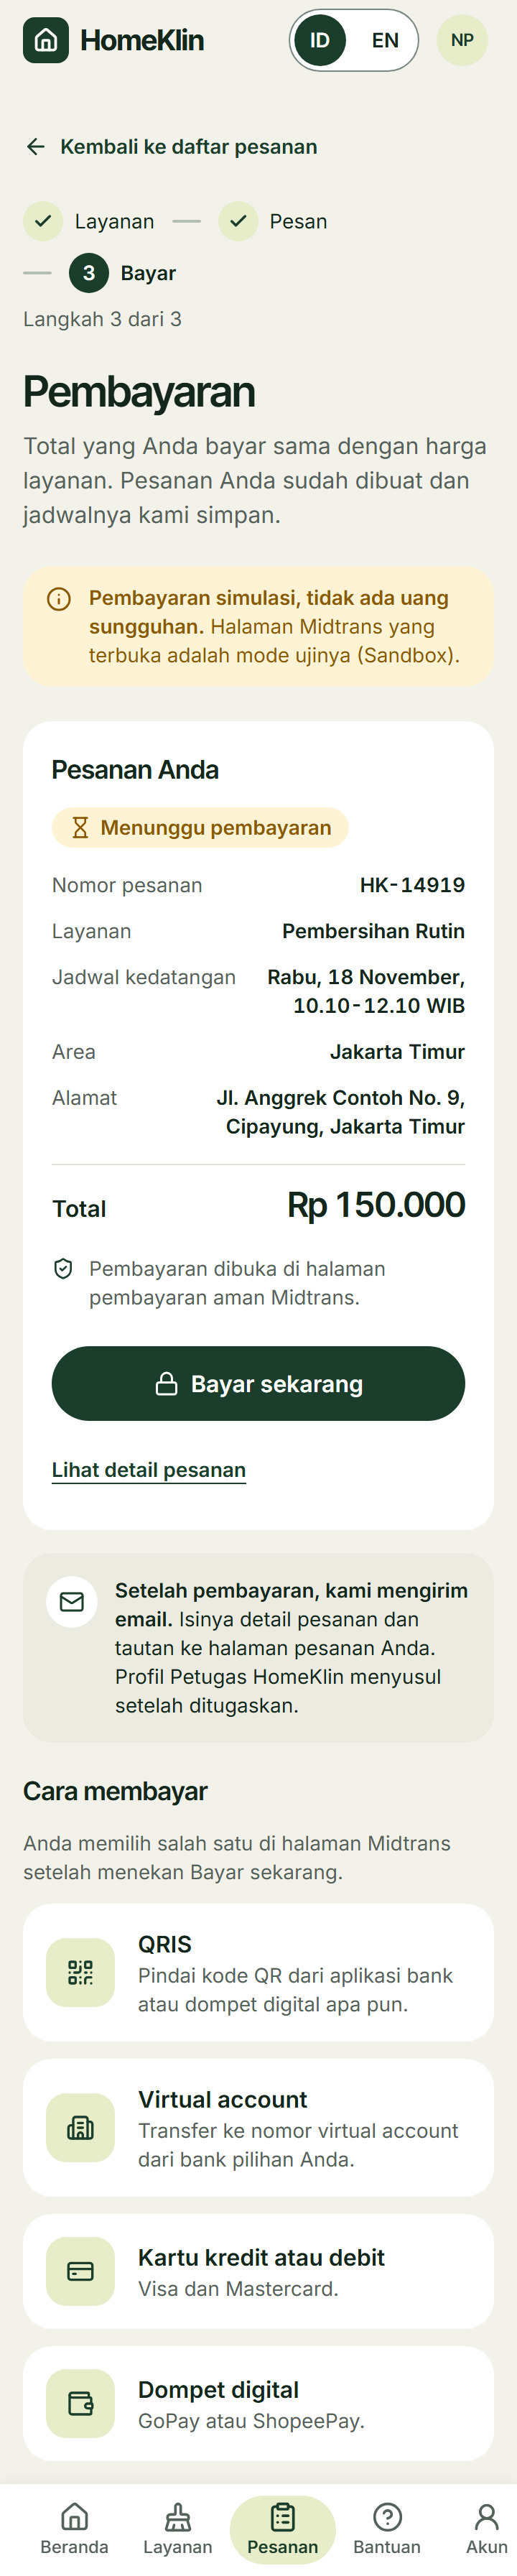 HomeKlin
ID EN
NP
Kembali ke daftar pesanan
Layanan — Pesan
— 3 Bayar
Langkah 3 dari 3
Pembayaran
Total yang Anda bayar sama dengan harga
layanan. Pesanan Anda sudah dibuat dan
jadwalnya kami simpan.
Pembayaran simulasi, tidak ada uang
sungguhan. Halaman Midtrans yang
terbuka adalah mode ujinya (Sandbox).
Pesanan Anda
Menunggu pembayaran
Nomor pesanan HK-14919
Layanan Pembersihan Rutin
Jadwal kedatangan Rabu, 18 November,
10.10-12.10 WIB
Area Jakarta Timur
Alamat Jl. Anggrek Contoh No. 9,
Cipayung, Jakarta Timur
Total Rp 150.000
Pembayaran dibuka di halaman
pembayaran aman Midtrans.
Bayar sekarang
Lihat detail pesanan
Setelah pembayaran, kami mengirim
email. Isinya detail pesanan dan
tautan ke halaman pesanan Anda.
Profil Petugas HomeKlin menyusul
setelah ditugaskan.
Cara membayar
Anda memilih salah satu di halaman Midtrans
setelah menekan Bayar sekarang.
QRIS
Pindai kode QR dari aplikasi bank
atau dompet digital apa pun.
Virtual account
Transfer ke nomor virtual account
dari bank pilihan Anda.
Kartu kredit atau debit
Visa dan Mastercard.
Dompet digital
GoPay atau ShopeePay.
Beranda Layanan Pesanan Bantuan Akun